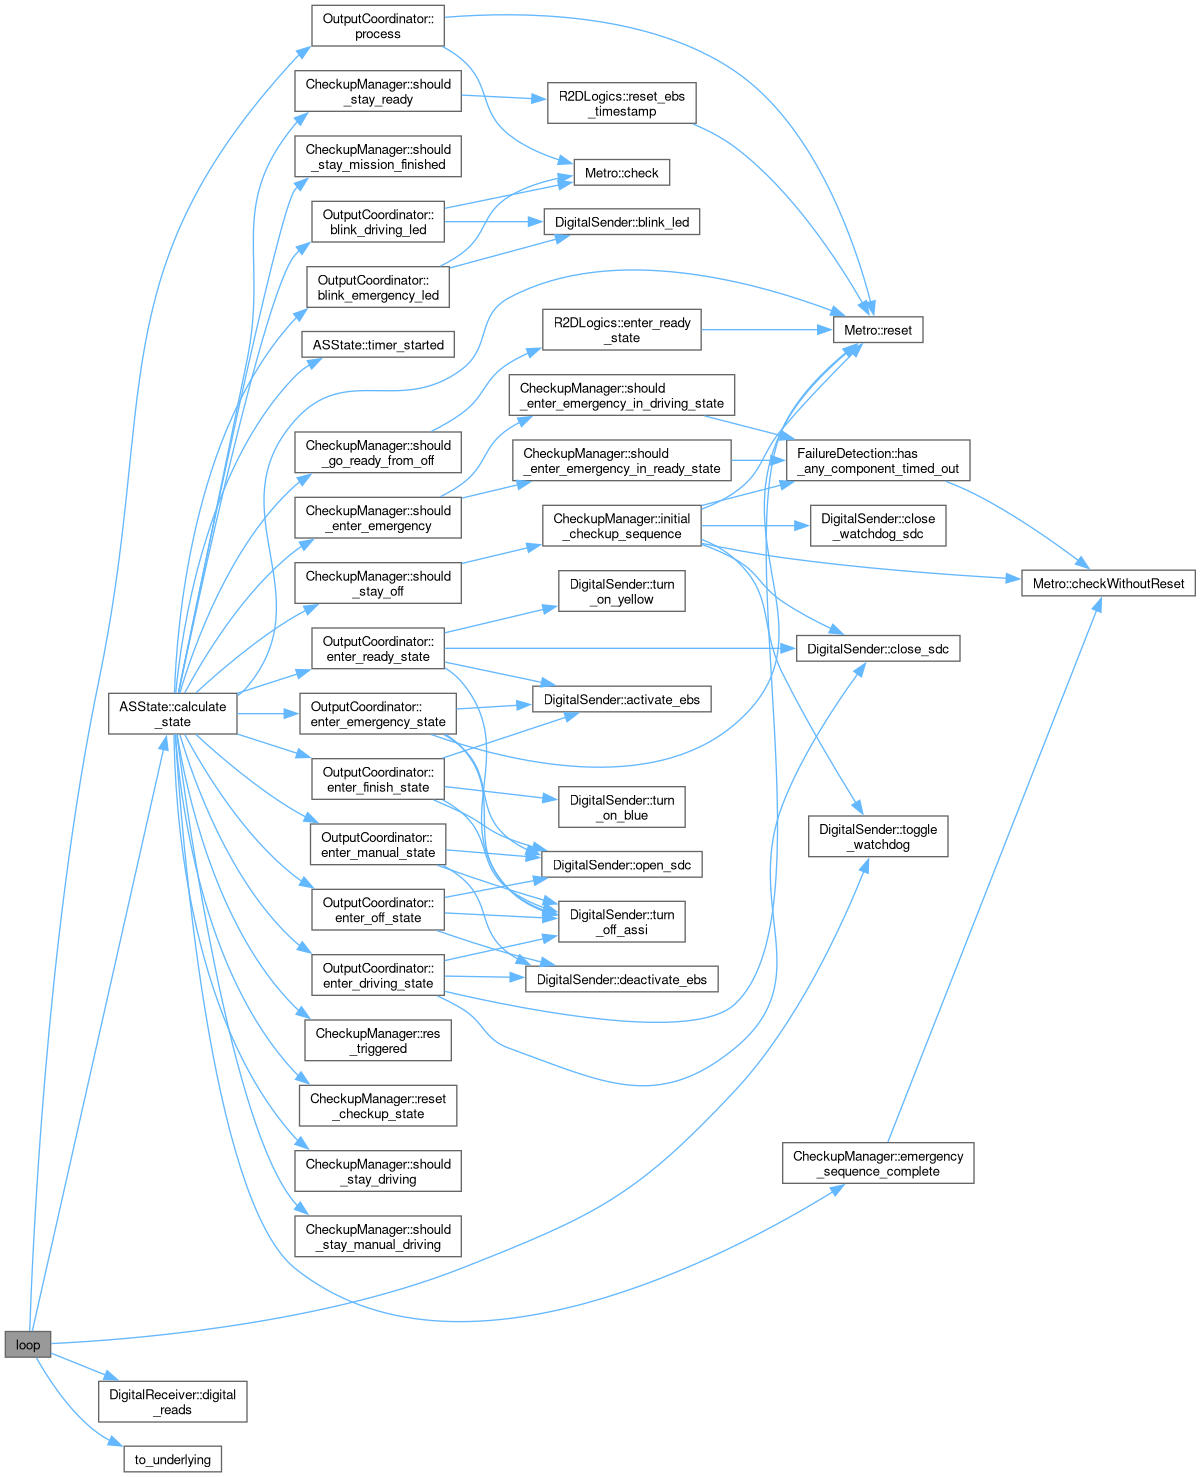 OutputCoordinator::
process
CheckupManager::should
_stay_ready
R2DLogics::reset_ebs
_timestamp
CheckupManager::should
_stay_mission_finished
Metro::check
OutputCoordinator::
blink_driving_led
DigitalSender::blink_led
OutputCoordinator::
blink_emergency_led
R2DLogics::enter_ready
_state
Metro::reset
ASState::timer_started
CheckupManager::should
_enter_emergency_in_driving_state
CheckupManager::should
_go_ready_from_off
CheckupManager::should
_enter_emergency_in_ready_state
FailureDetection::has
_any_component_timed_out
CheckupManager::should
_enter_emergency
CheckupManager::initial
_checkup_sequence
DigitalSender::close
_watchdog_sdc
CheckupManager::should
_stay_off
DigitalSender::turn
_on_yellow
Metro::checkWithoutReset
OutputCoordinator::
enter_ready_state
DigitalSender::close_sdc
ASState::calculate
_state
OutputCoordinator::
enter_emergency_state
DigitalSender::activate_ebs
OutputCoordinator::
enter_finish_state
DigitalSender::turn
_on_blue
OutputCoordinator::
enter_manual_state
DigitalSender::open_sdc
DigitalSender::toggle
_watchdog
OutputCoordinator::
enter_off_state
DigitalSender::turn
_off_assi
OutputCoordinator::
enter_driving_state
DigitalSender::deactivate_ebs
CheckupManager::res
_triggered
CheckupManager::reset
_checkup_state
CheckupManager::should
_stay_driving
CheckupManager::emergency
_sequence_complete
CheckupManager::should
_stay_manual_driving
loop
DigitalReceiver::digital
_reads
to_underlying